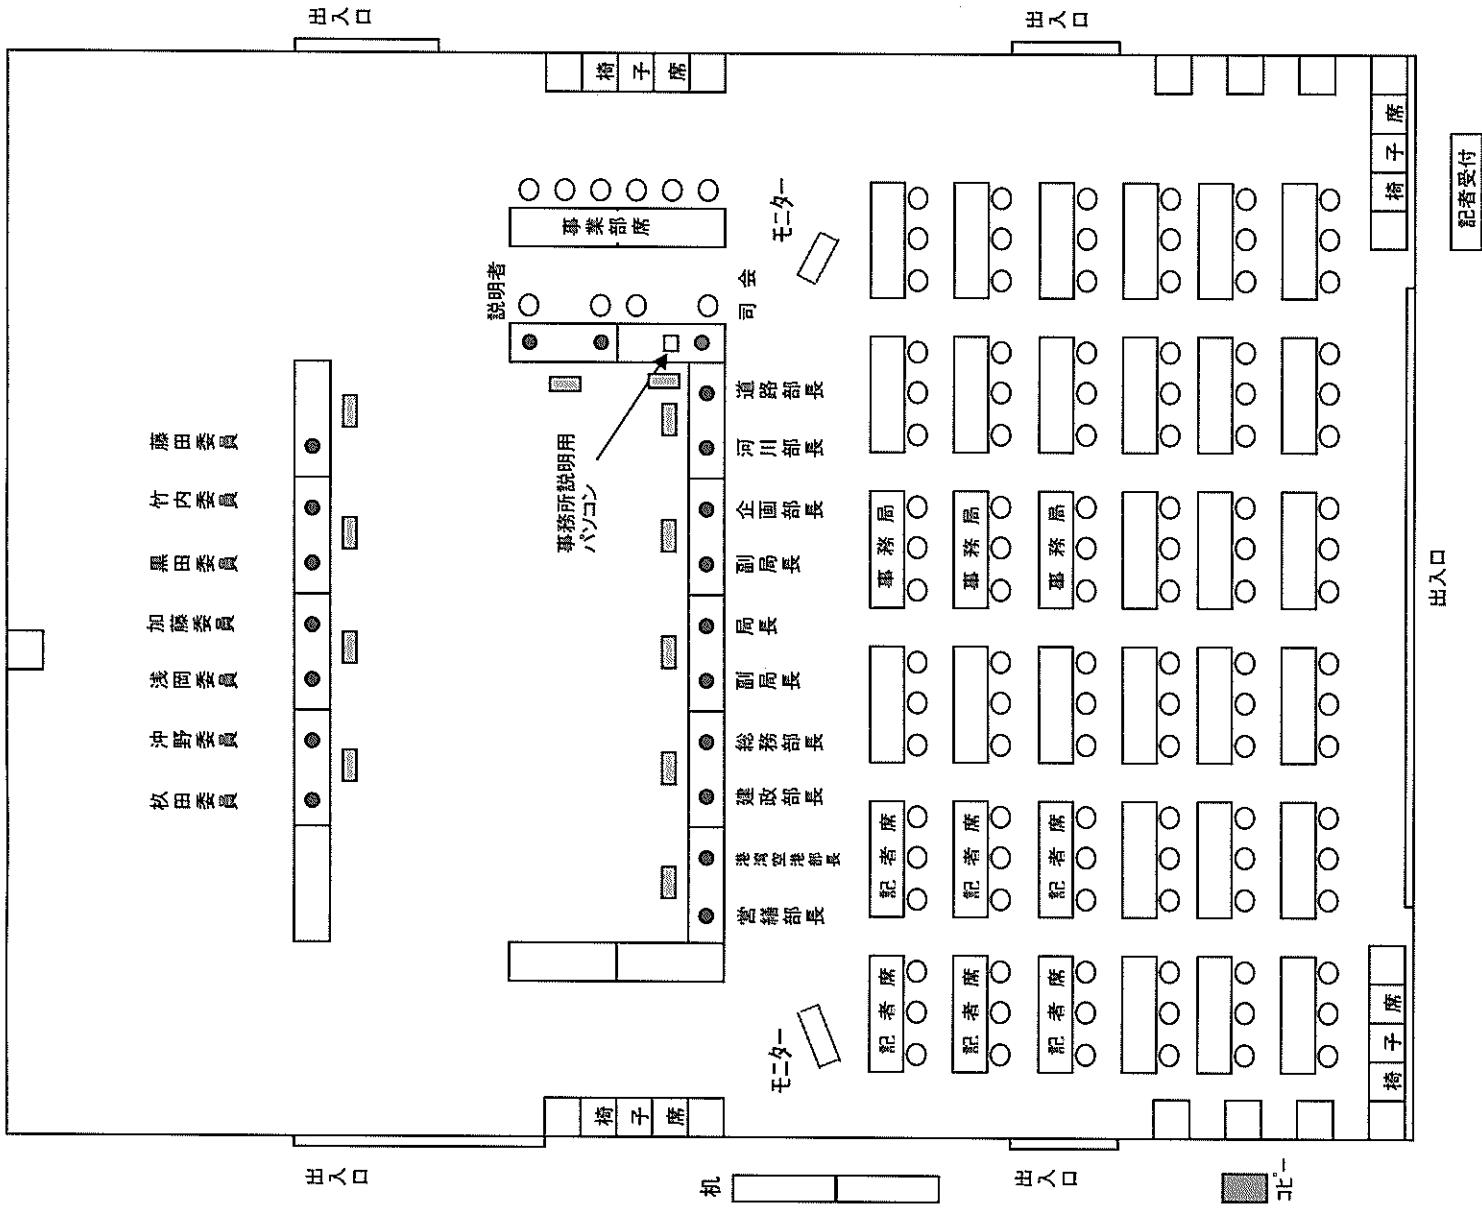 出入口
出入口
椅子席
椅子席
記者受付
モニター
事業部席
説明者
司会
藤田委員
竹内委員
黒田委員
加藤委員
浅岡委員
沖野委員
事務所説明用
パソコン
道路部長
河川部長
企画部長
副局長
局長
副局長
総務部長
建政部長
港湾空港部長
営繕部長
事務局
事務局
事務局
出入口
記者席
記者席
記者席
記者席
記者席
記者席
モニター
椅子席
椅子席
出入口
机
出入口
コピー